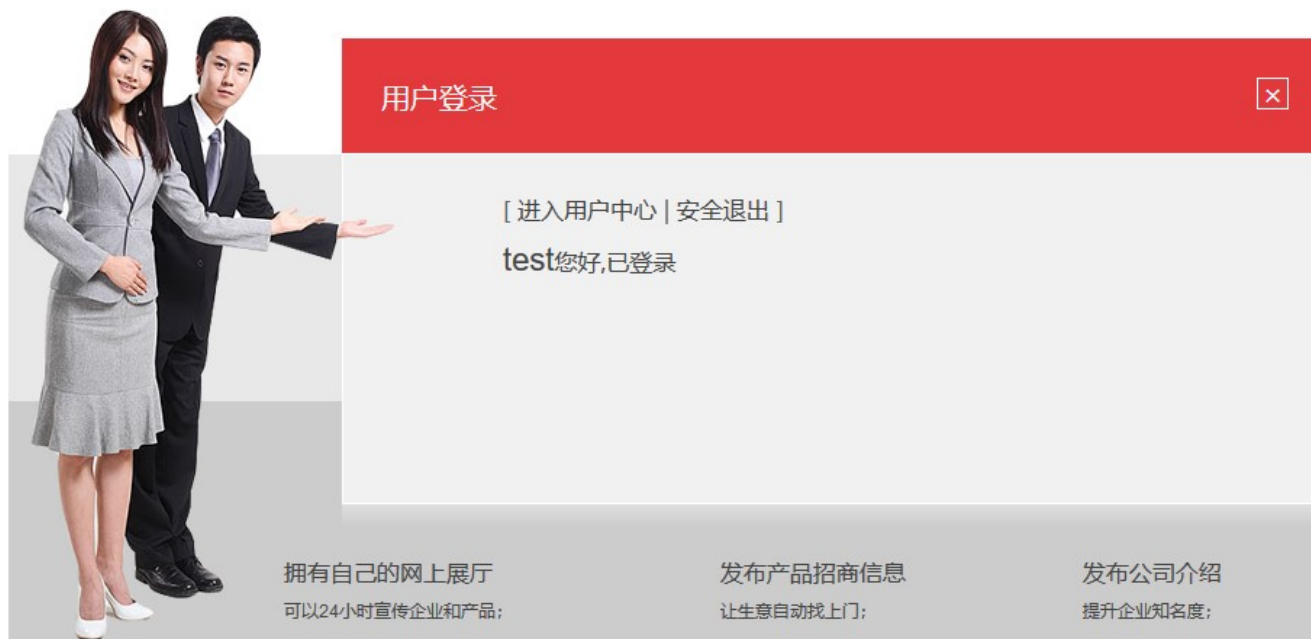 用户登录
[ 进入用户中心 | 安全退出 ]
test您好,已登录
拥有自己的网上展厅
可以24小时宣传企业和产品;
发布产品招商信息
让生意自动找上门;
发布公司介绍
提升企业知名度;